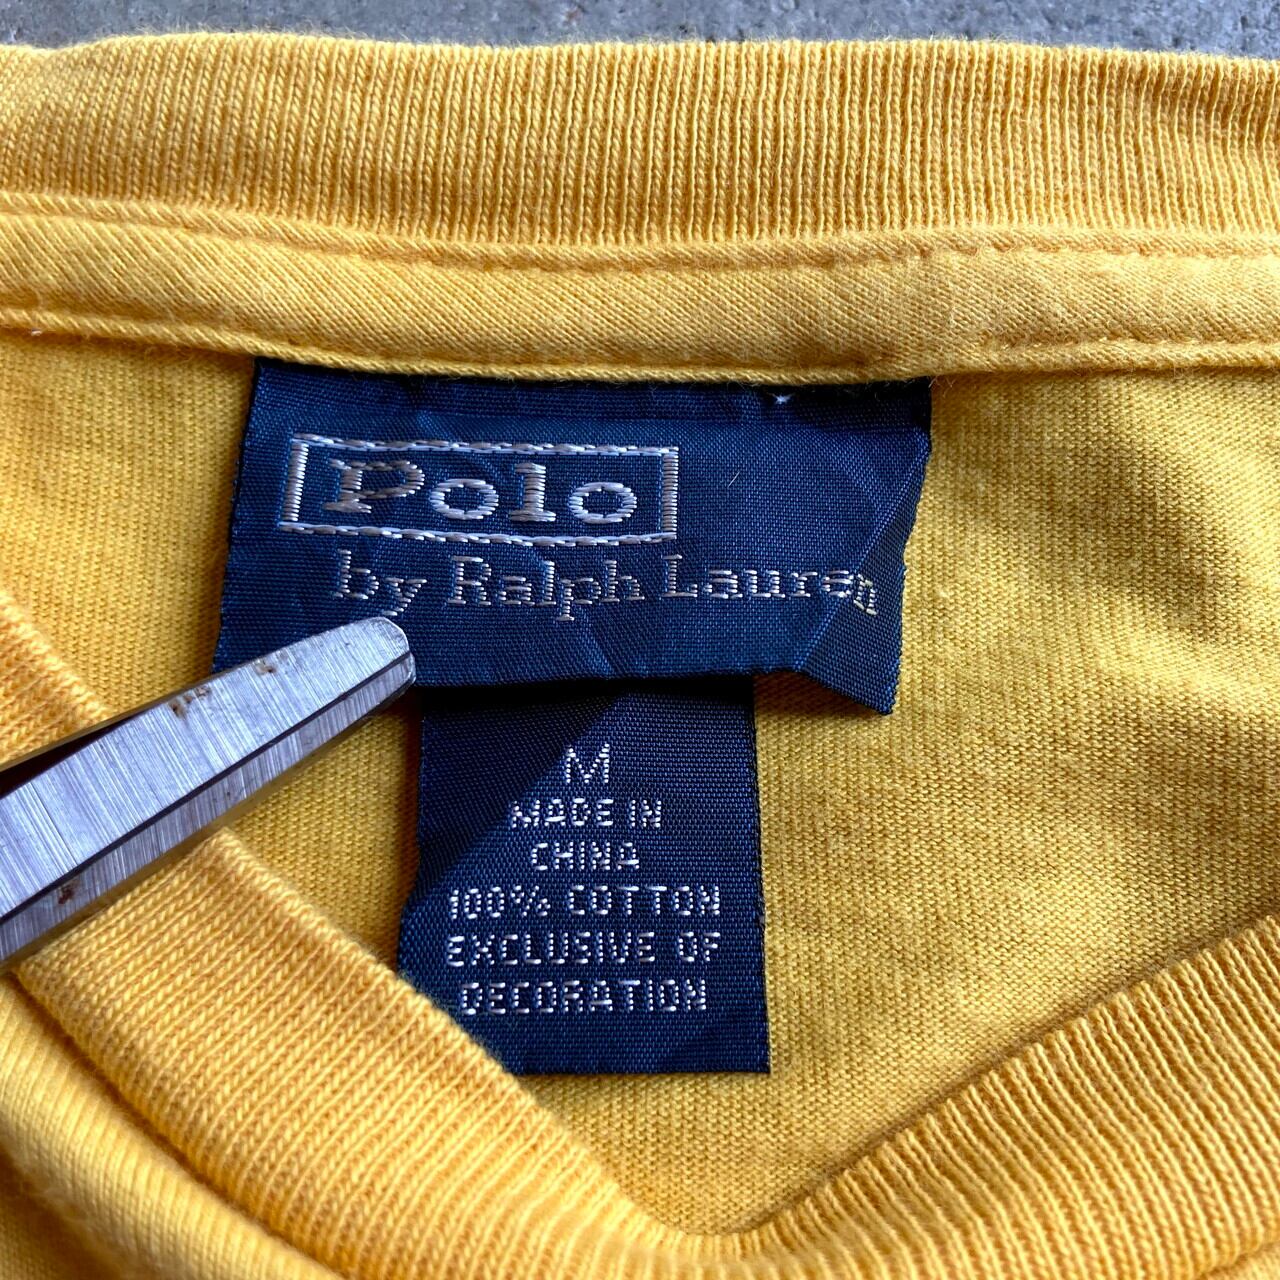 Polo
by Ralph Lauren
M
MADE IN
CHINA
100% COTTON
EXCLUSIVE OF
DECORATION